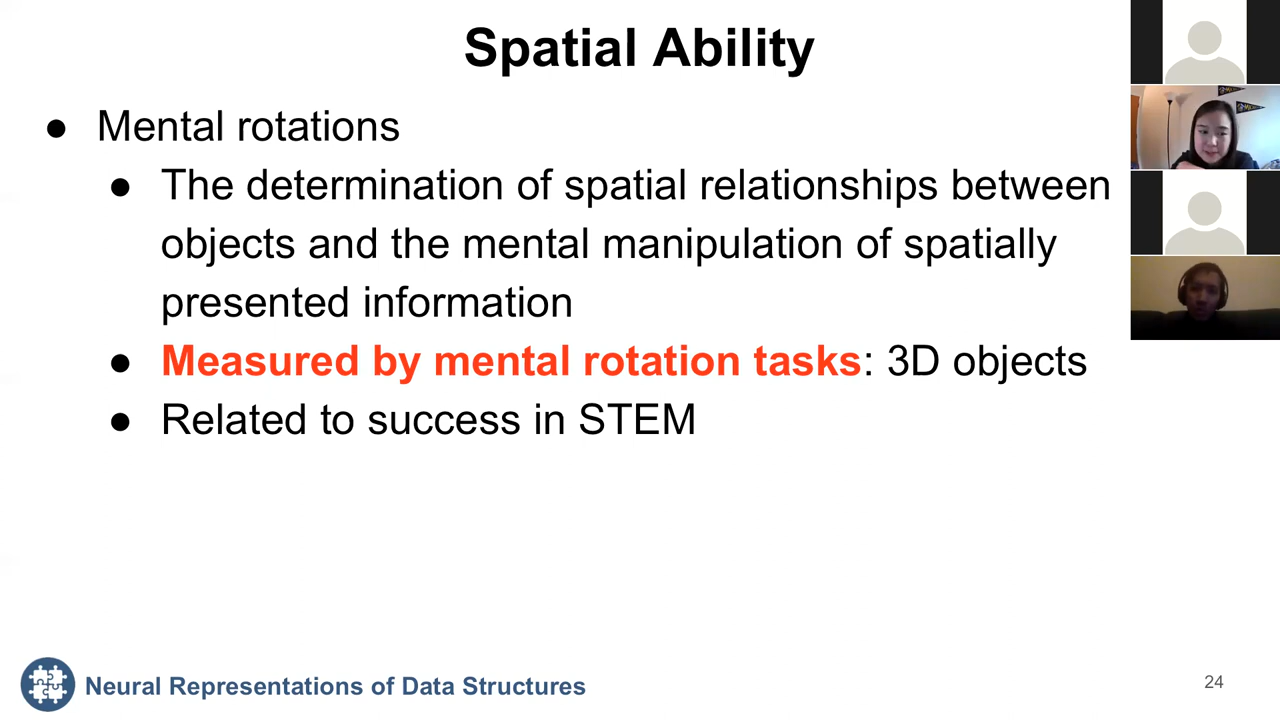 Spatial Ability
● Mental rotations
● The determination of spatial relationships between
objects and the mental manipulation of spatially
presented information
● Measured by mental rotation tasks: 3D objects
● Related to success in STEM
Neural Representations of Data Structures
24